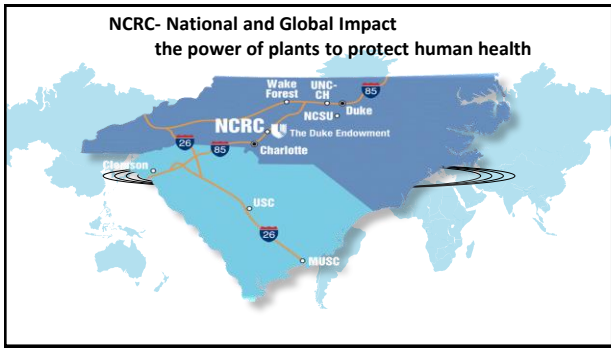 NCRC- National and Global Impact
the power of plants to protect human health
85
Wake
Forest
UNC-
CH
Duke
NCSU
NCRC
The Duke Endowment
26
85
Charlotte
Clemson
USC
26
MUSC